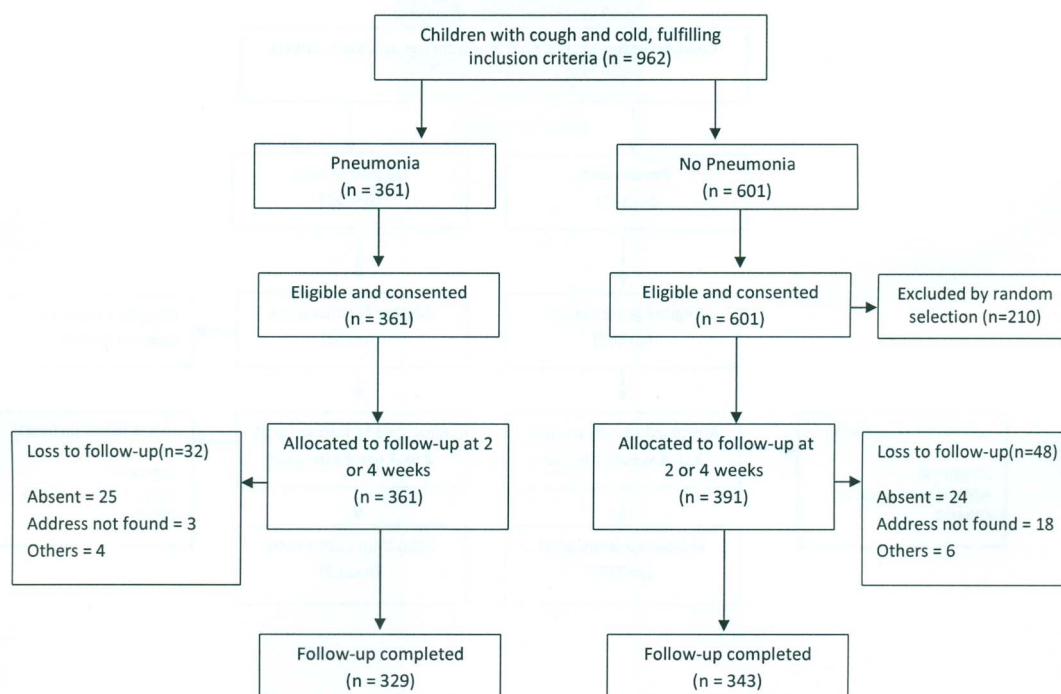 Children with cough and cold, fulfilling
inclusion criteria (n = 962)
Pneumonia
(n = 361)
No Pneumonia
(n = 601)
Eligible and consented
(n = 361)
Eligible and consented
(n = 601)
Excluded by random
selection (n=210)
Loss to follow-up(n=32)
Absent = 25
Address not found = 3
Others = 4
Allocated to follow-up at 2
or 4 weeks
(n = 361)
Allocated to follow-up at
2 or 4 weeks
(n = 391)
Loss to follow-up(n=48)
Absent = 24
Address not found = 18
Others = 6
Follow-up completed
(n = 329)
Follow-up completed
(n = 343)